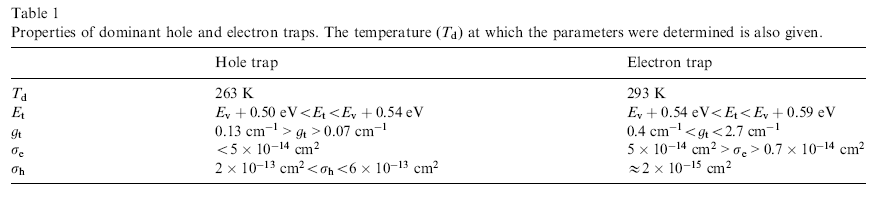 Table 1
Properties of dominant hole and electron traps. The temperature (Td) at which the parameters were determined is also given.
Hole trap Electron trap
Td 263 K 293 K
Et Ev + 0.50 eV < Et < Ev + 0.54 eV Ev + 0.54 eV < Et < Ev + 0.59 eV
gt 0.13 cm−1 > gt > 0.07 cm−1 0.4 cm−1 < gt < 2.7 cm−1
σe < 5 × 10−14 cm2 5 × 10−14 cm2 > σe > 0.7 × 10−14 cm2
σh 2 × 10−13 cm2 < σh < 6 × 10−13 cm2 ≈ 2 × 10−15 cm2